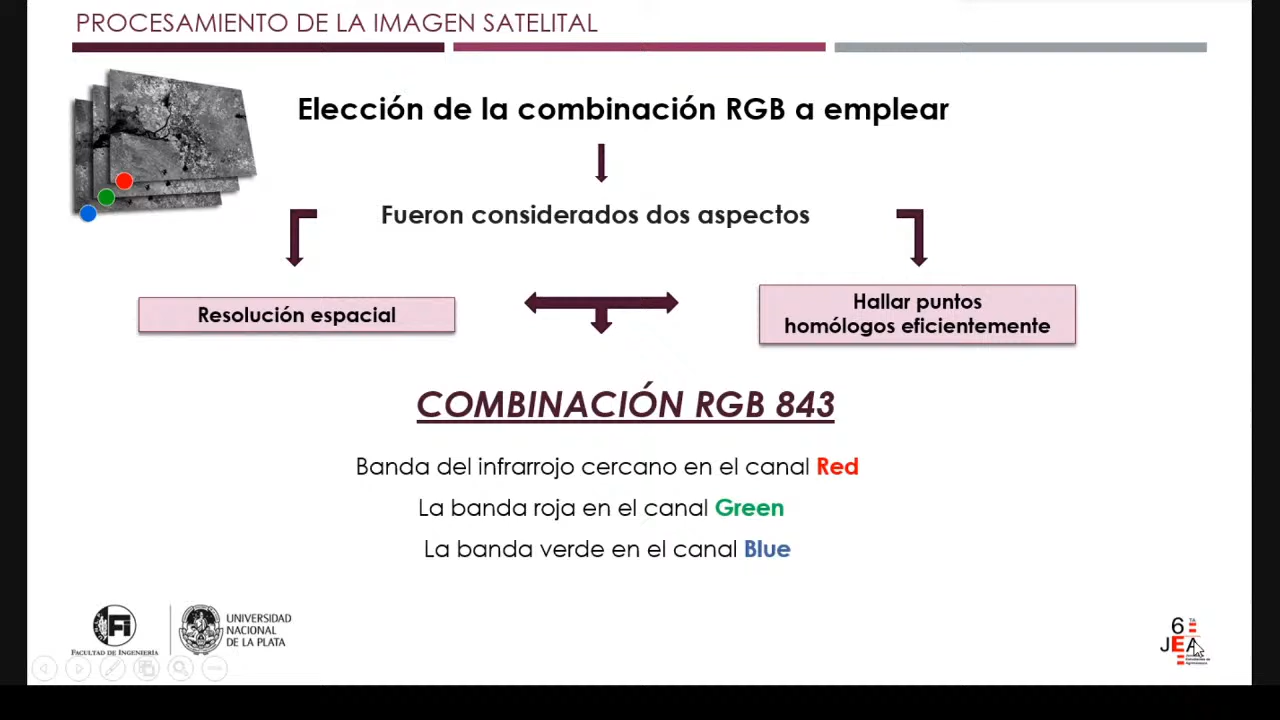 PROCESAMIENTO DE LA IMAGEN SATELITAL
Elección de la combinación RGB a emplear
Fueron considerados dos aspectos
Resolución espacial
Hallar puntos
homólogos eficientemente
COMBINACIÓN RGB 843
Banda del infrarrojo cercano en el canal Red
La banda roja en el canal Green
La banda verde en el canal Blue
Fi
FACULTAD DE INGENIERÍA
UNIVERSIDAD
NACIONAL
DE LA PLATA
6TA
JEA